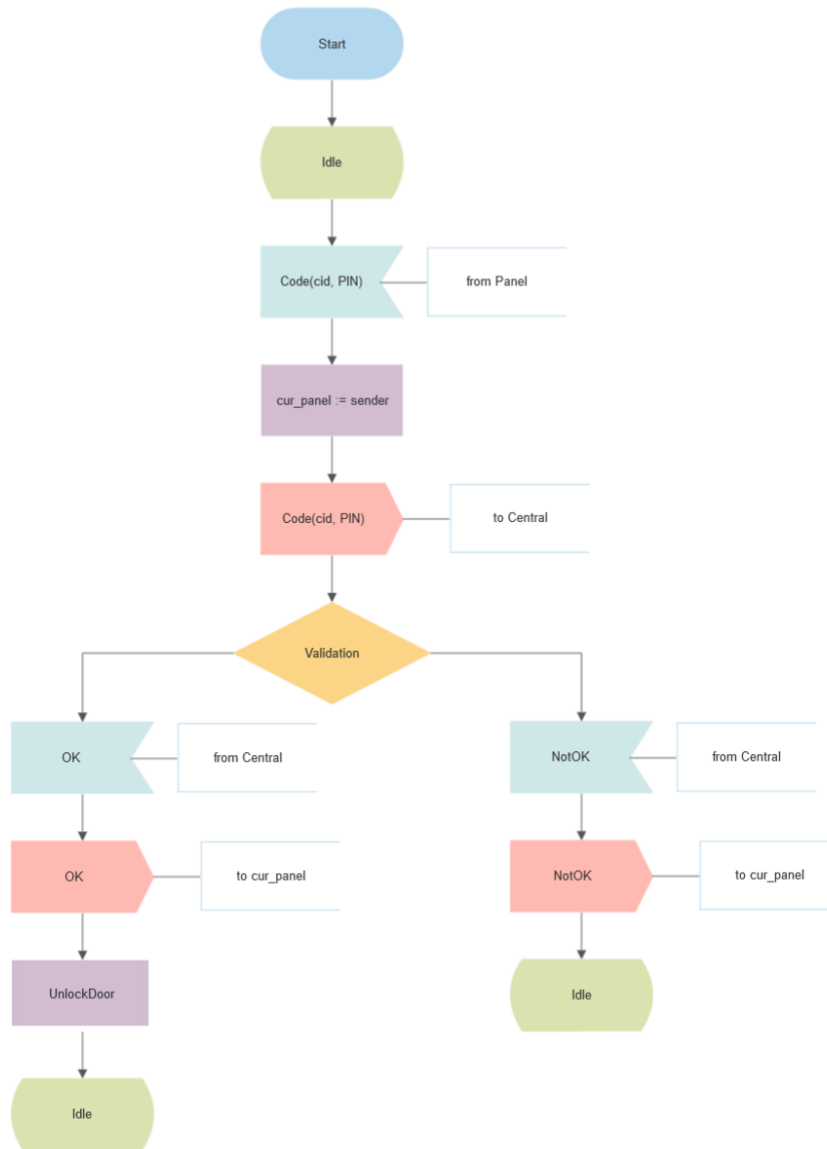 Start
Idle
Code(cid, PIN)
from Panel
cur_panel := sender
Code(cid, PIN)
to Central
Validation
OK
from Central
NotOK
from Central
OK
to cur_panel
NotOK
to cur_panel
UnlockDoor
Idle
Idle